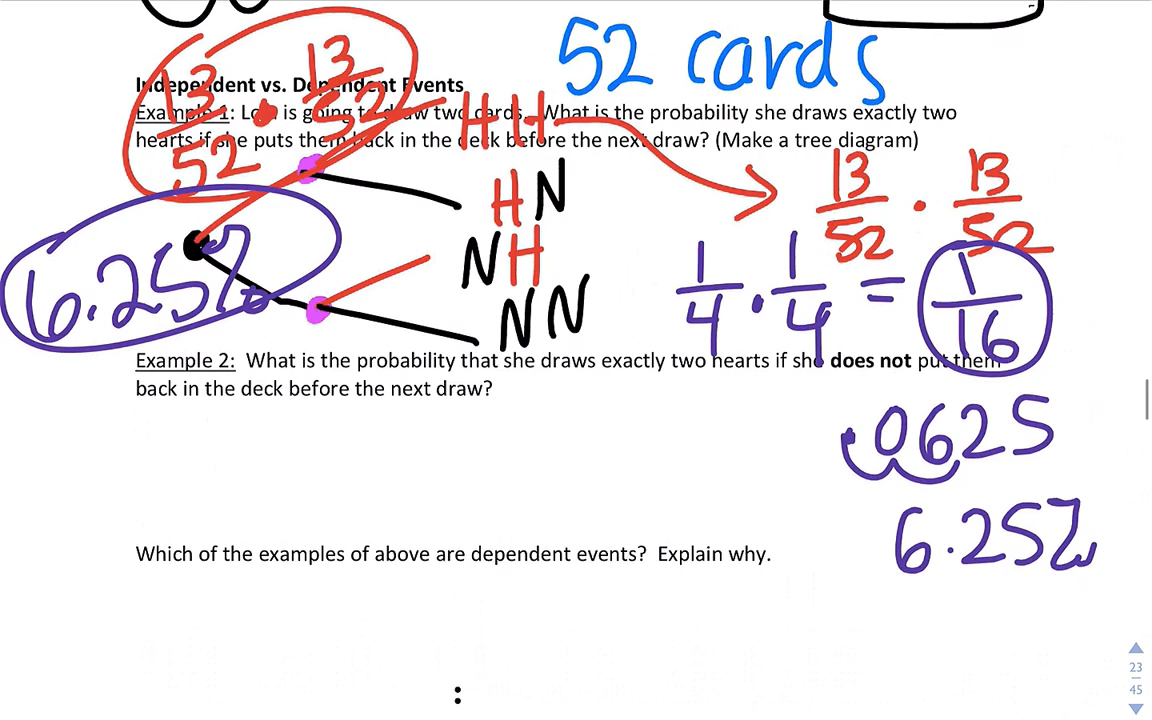 52 cards
Independent vs. Dependent Events
Example 1: Lola is going to draw two cards. What is the probability she draws exactly two
hearts if she puts them back in the deck before the next draw? (Make a tree diagram)
13/52 · 13/52
HH
13/52 · 13/52
HN
NH
NN
1/4 · 1/4 = 1/16
6.25%
Example 2: What is the probability that she draws exactly two hearts if she does not put them
back in the deck before the next draw?
.0625
6.25%
Which of the examples of above are dependent events? Explain why.
:
23
45